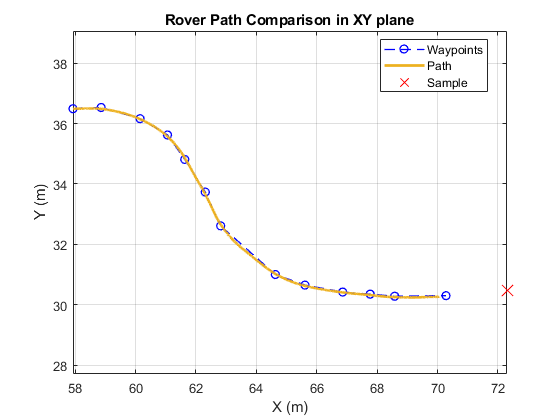 Rover Path Comparison in XY plane
Waypoints
Path
Sample
38
36
34
32
30
28
Y (m)
58 60 62 64 66 68 70 72
X (m)